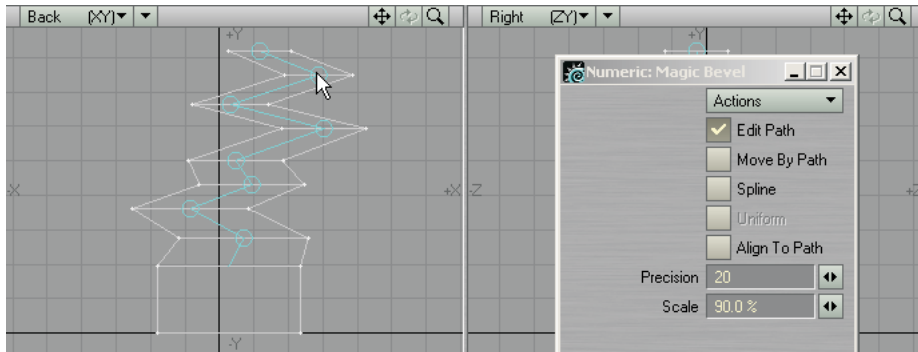 Back (XY)
Right (ZY)
+Y
+Y
Numeric: Magic Bevel
Actions
Edit Path
Move By Path
-X
+X
-Z
Spline
Uniform
Align To Path
Precision 20
Scale 90.0 %
-Y